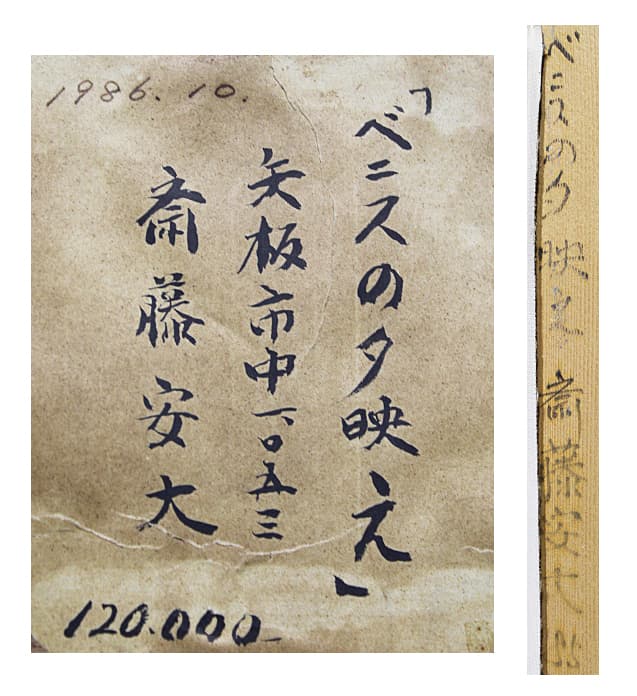 1986.10.
「ベニスの夕映え」
矢板市中一〇五三
斎藤安大
120.000
ベニスの夕映え 斎藤安大